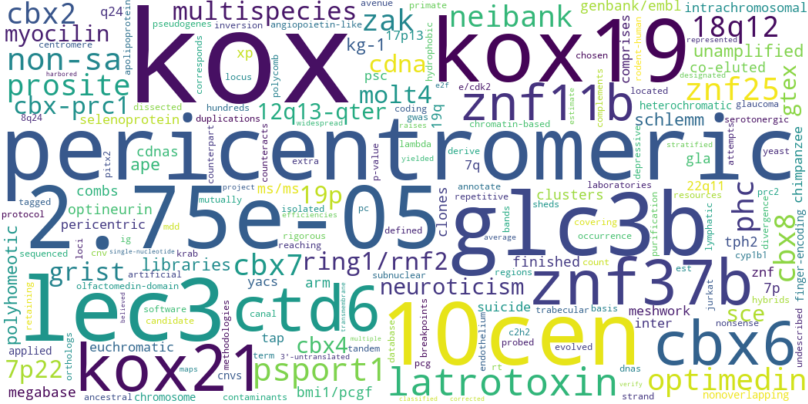 cbx2 q24 multispecies avenue primate genbank/embl intrachromosomal
pseudogenes inversion angiopoietin-like zak neibank 18q12
myocilin centromere apolipoprotein kox kg-1 17p13 kox19 hydrophobic rodent-human comprises unamplified
non-sa corresponds xp cdna chosen co-eluted
prosite locus polycomb psc represented designated znf25 gtex
harbored dissected hundreds molt4 coding e/cdk2 e2f located
cbx-prc1 counterpart counteracts 12q13-qter gwas 19q znf11b complements estimate heterochromatic glaucoma
8q24 selenoprotein duplications widespread raises chromatin-based schlemm serotonergic
pericentromeric
cdnas pitx2 extra p-value lambda derive depressive stratified attempts yeast chimpanzee
ape yielded 7q gla
combs project ms/ms 19p clones annotate laboratories 22q11 resources
2.75e-05 glc3b phc
tagged optineurin mutually isolated pc defined repetitive clusters sheds purification lymphatic prc2 divergence
protocol efficiencies bands covering
pericentric loci ig rigorous average occurrence tph2 cyp1b1 cbx8 finger-encoding
polyhomeotic sequenced cnv mdd single-nucleotide reaching regions count
grist krab libraries cbx7 ring1/rnf2 finished est znf znf37b 7p
yacs artificial subnuclear neuroticism jurkat hybrids
retaining lec3 olfactomedin-domain arm suicide trabecular basis meshwork sce
believed software canal ctd6 transmembrane 10cen inter nonsense undescribed
7p22 candidate tap cbx4 multiple database breakpoints endothelium c2h2 cbx6
applied orthologs euchromatic methodologies term 3'-untranslated tandem pcg probed evolved
megabase kox21 maps cnvs psport1 rt dnas optimedin
ancestral chromosome contaminants bmi1/pcgf latrotoxin verify strand nonoverlapping
classified corrected